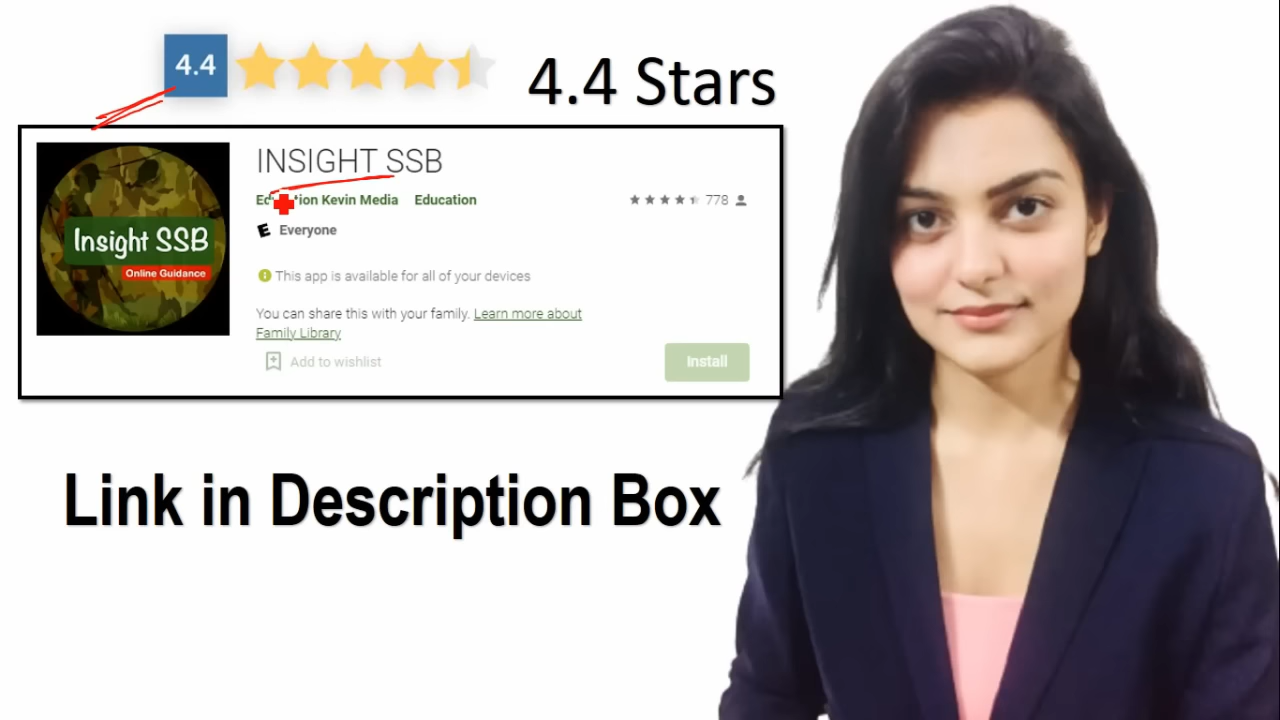 4.4
4.4 Stars
INSIGHT SSB
Insight SSB
Online Guidance
Kevin Media Education
778
E Everyone
This app is available for all of your devices
You can share this with your family. Learn more about
Family Library
Add to wishlist
Install
Link in Description Box